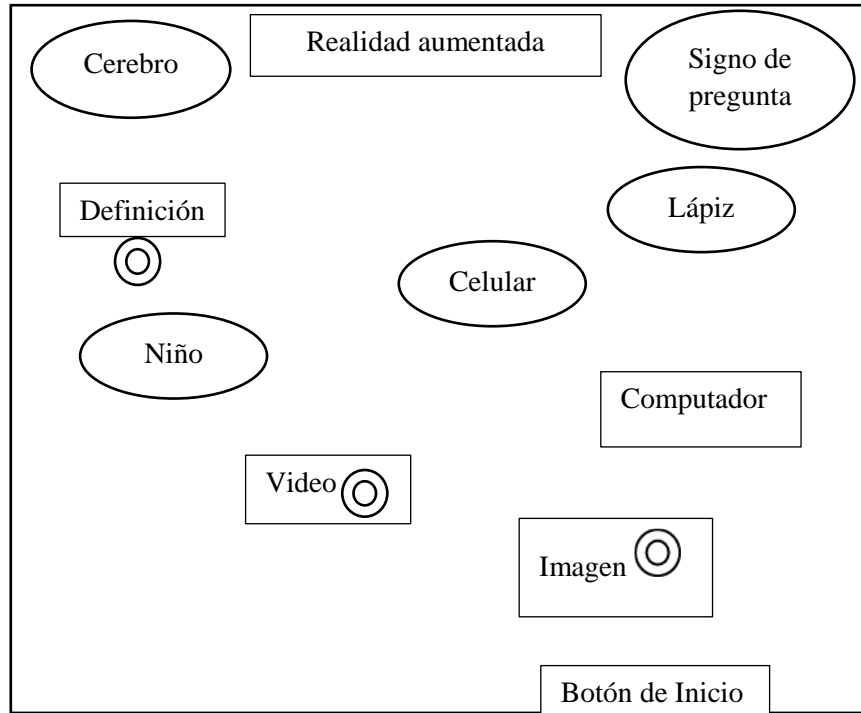 Cerebro
Realidad aumentada
Signo de
pregunta
Definición
Lápiz
Celular
Niño
Computador
Video
Imagen
Botón de Inicio